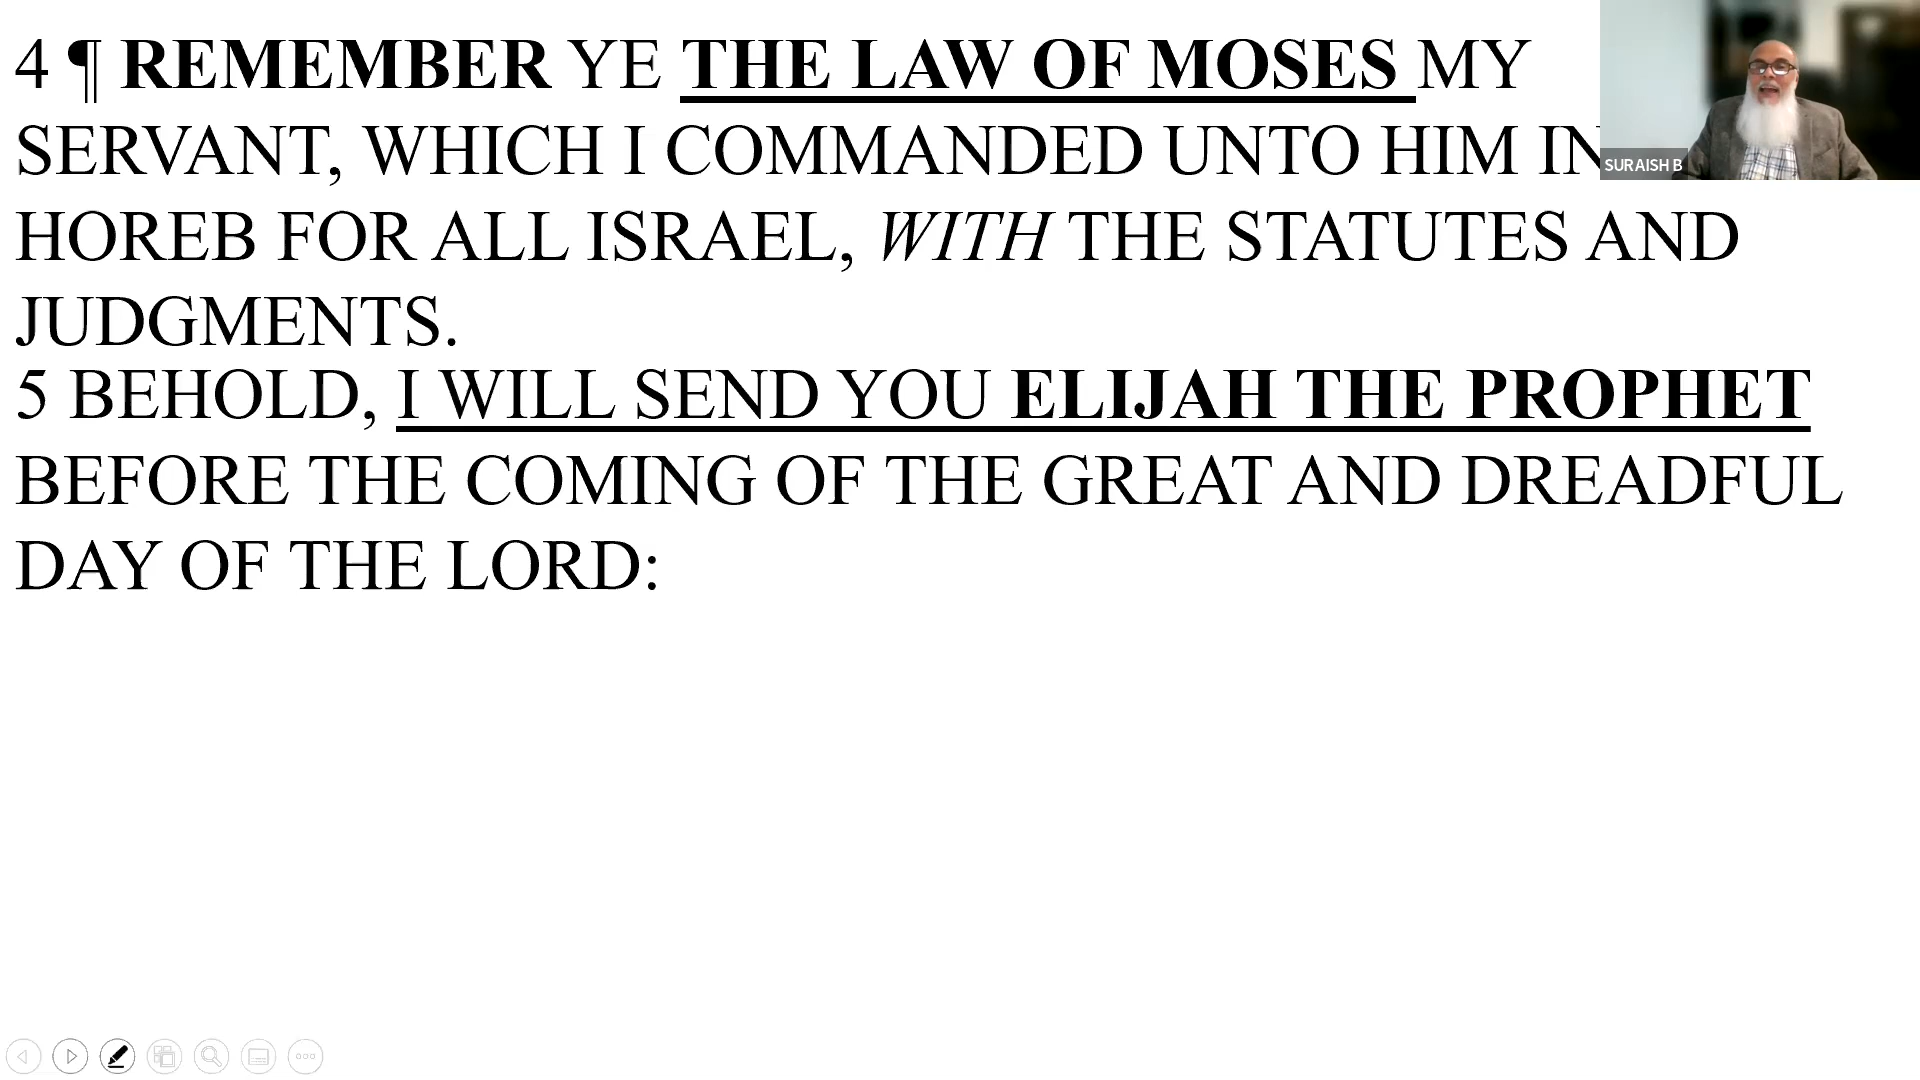 4 ¶ REMEMBER YE THE LAW OF MOSES MY
SERVANT, WHICH I COMMANDED UNTO HIM IN
HOREB FOR ALL ISRAEL, WITH THE STATUTES AND
JUDGMENTS.
5 BEHOLD, I WILL SEND YOU ELIJAH THE PROPHET
BEFORE THE COMING OF THE GREAT AND DREADFUL
DAY OF THE LORD:
SURAISH B